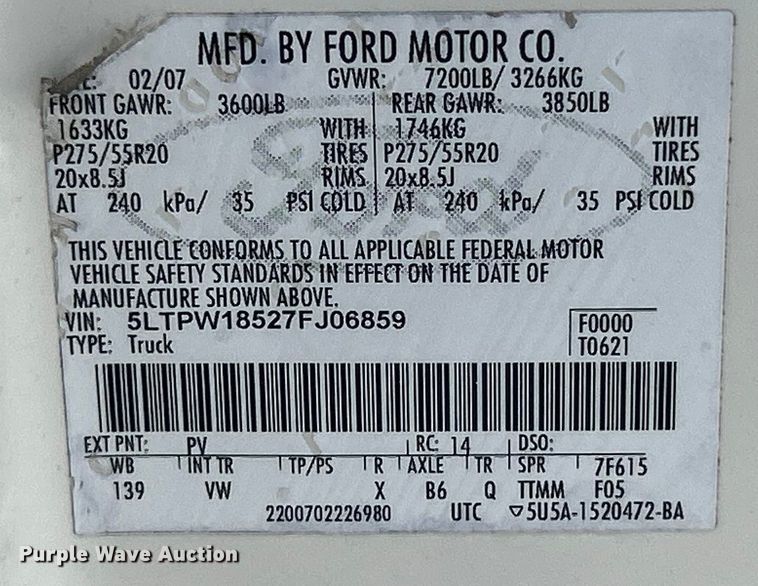 MFD. BY FORD MOTOR CO.
02/07 GVWR: 7200LB/ 3266KG
FRONT GAWR: 3600LB REAR GAWR: 3850LB
1633KG WITH 1746KG WITH
P275/55R20 TIRES P275/55R20 TIRES
20x8.5J RIMS 20x8.5J RIMS
AT 240 kPa/ 35 PSI COLD AT 240 kPa/ 35 PSI COLD
THIS VEHICLE CONFORMS TO ALL APPLICABLE FEDERAL MOTOR
VEHICLE SAFETY STANDARDS IN EFFECT ON THE DATE OF
MANUFACTURE SHOWN ABOVE.
VIN: 5LTPW18527FJ06859 F0000
TYPE: Truck T0621
EXT PNT: PV RC: 14 DSO:
WB INT TR TP/PS R AXLE TR SPR 7F615
139 VW X B6 Q TTMM F05
2200702226980 UTC ▽5U5A-1520472-BA
Purple Wave Auction